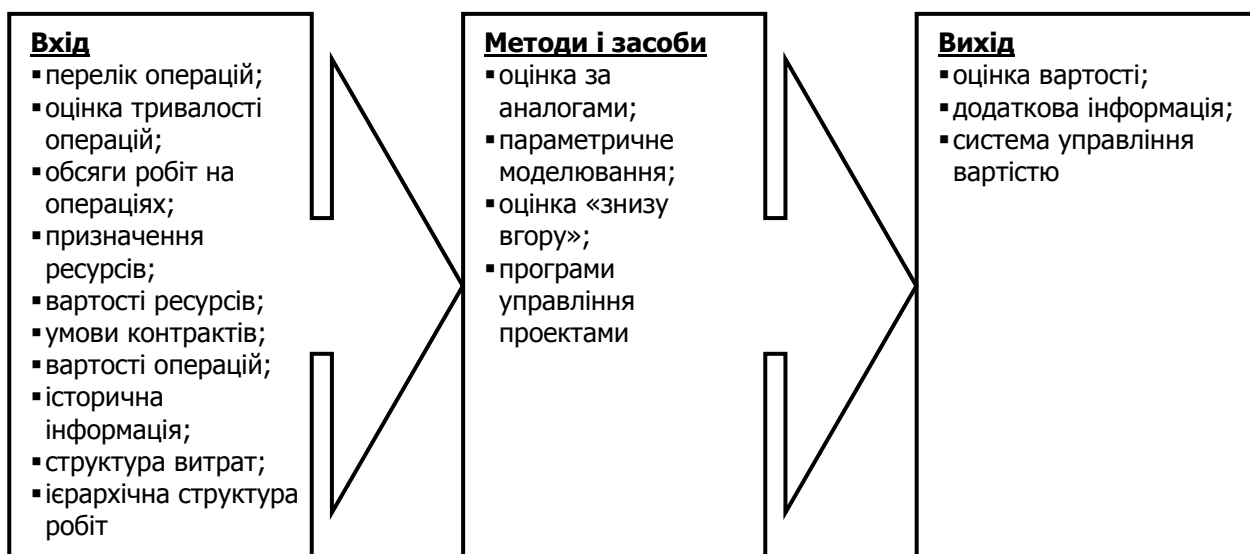 Вхід
▪перелік операцій;
▪оцінка тривалості
операцій;
▪обсяги робіт на
операціях;
▪призначення
ресурсів;
▪вартості ресурсів;
▪умови контрактів;
▪вартості операцій;
▪історична
інформація;
▪структура витрат;
▪ієрархічна структура
робіт
Методи і засоби
▪оцінка за
аналогами;
▪параметричне
моделювання;
▪оцінка «знизу
вгору»;
▪програми
управління
проектами
Вихід
▪оцінка вартості;
▪додаткова інформація;
▪система управління
вартістю